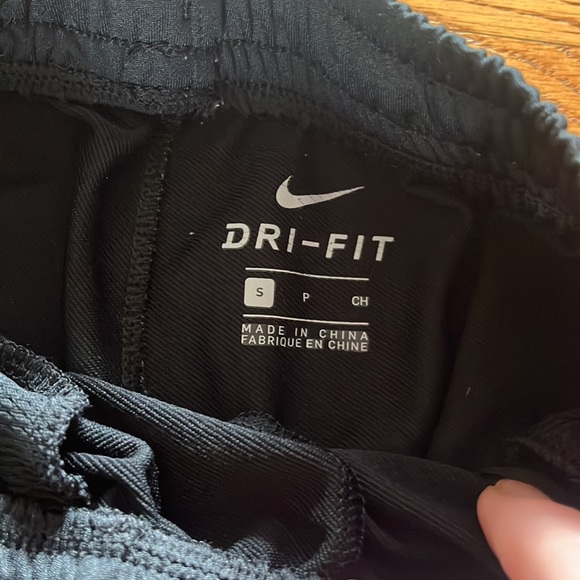 DRI-FIT
S P CH
MADE IN CHINA
FABRIQUE EN CHINE